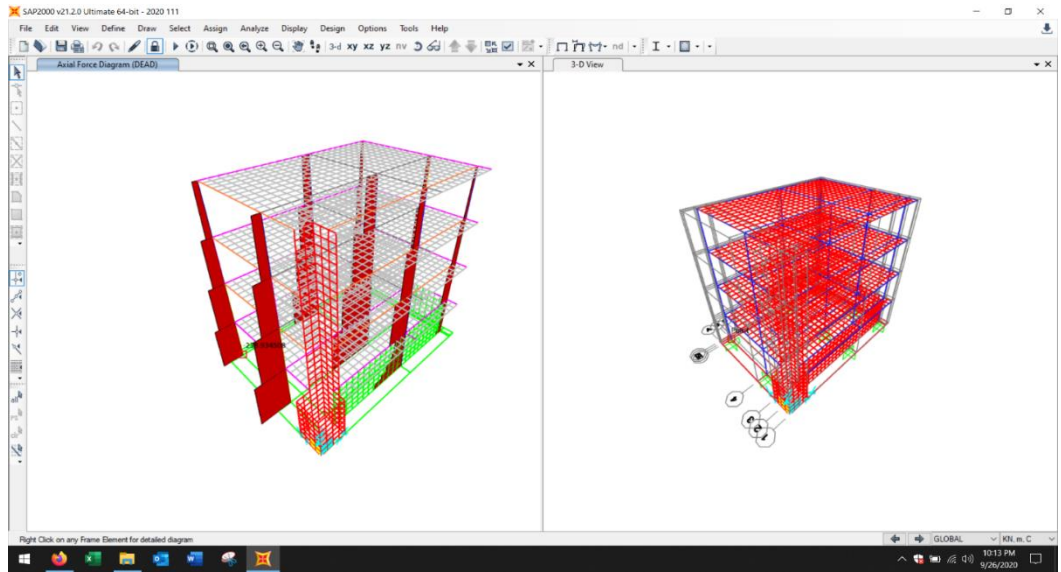 SAP2000 v21.2.0 Ultimate 64-bit - 2020 111
File Edit View Define Draw Select Assign Analyze Display Design Options Tools Help
3-d xy xz yz nv nd
Axial Force Diagram (DEAD)
3-D View
all
Right Click on any Frame Element for detailed diagram
GLOBAL
KN, m, C
10:13 PM
9/26/2020